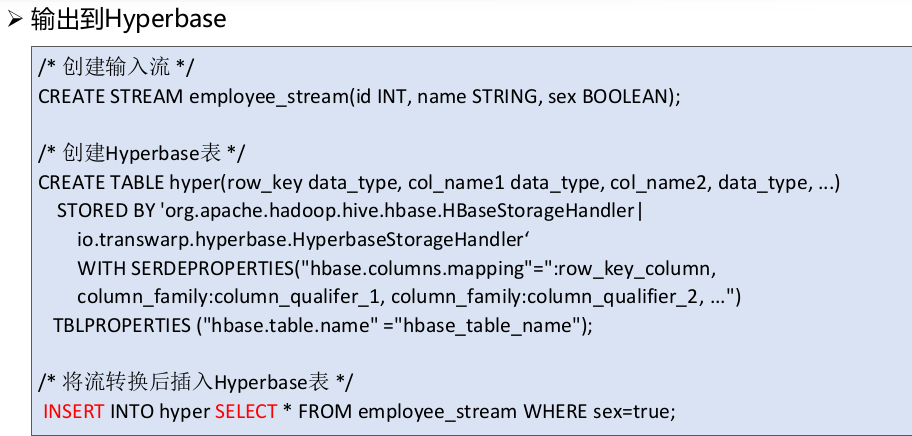 ➢ 输出到Hyperbase
/* 创建输入流 */
CREATE STREAM employee_stream(id INT, name STRING, sex BOOLEAN);
/* 创建Hyperbase表 */
CREATE TABLE hyper(row_key data_type, col_name1 data_type, col_name2, data_type, ...)
STORED BY 'org.apache.hadoop.hive.hbase.HBaseStorageHandler|
io.transwarp.hyperbase.HyperbaseStorageHandler‘
WITH SERDEPROPERTIES("hbase.columns.mapping"=":row_key_column,
column_family:column_qualifer_1, column_family:column_qualifier_2, ...")
TBLPROPERTIES ("hbase.table.name" ="hbase_table_name");
/* 将流转换后插入Hyperbase表 */
INSERT INTO hyper SELECT * FROM employee_stream WHERE sex=true;